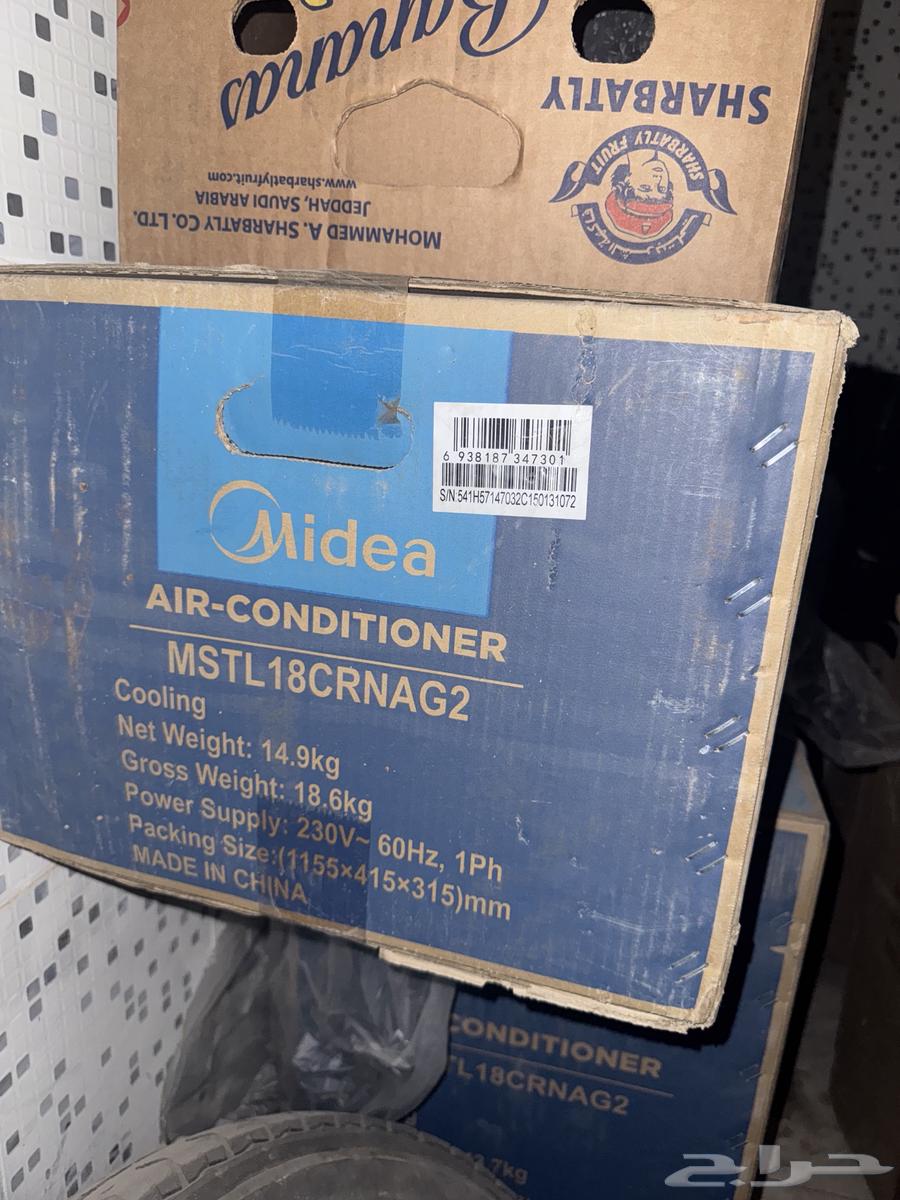 Bananas
SHARBATLY
SHARBATLY FRUIT
MOHAMMED A. SHARBATLY CO. LTD.
JEDDAH, SAUDI ARABIA
www.sharbatlyfruit.com
6 938187 347301
S/N:541H57147032C150131072
Midea
AIR-CONDITIONER
MSTL18CRNAG2
Cooling
Net Weight: 14.9kg
Gross Weight: 18.6kg
Power Supply: 230V~ 60Hz, 1Ph
Packing Size:(1155×415×315)mm
MADE IN CHINA
CONDITIONER
TL18CRNAG2
حراج